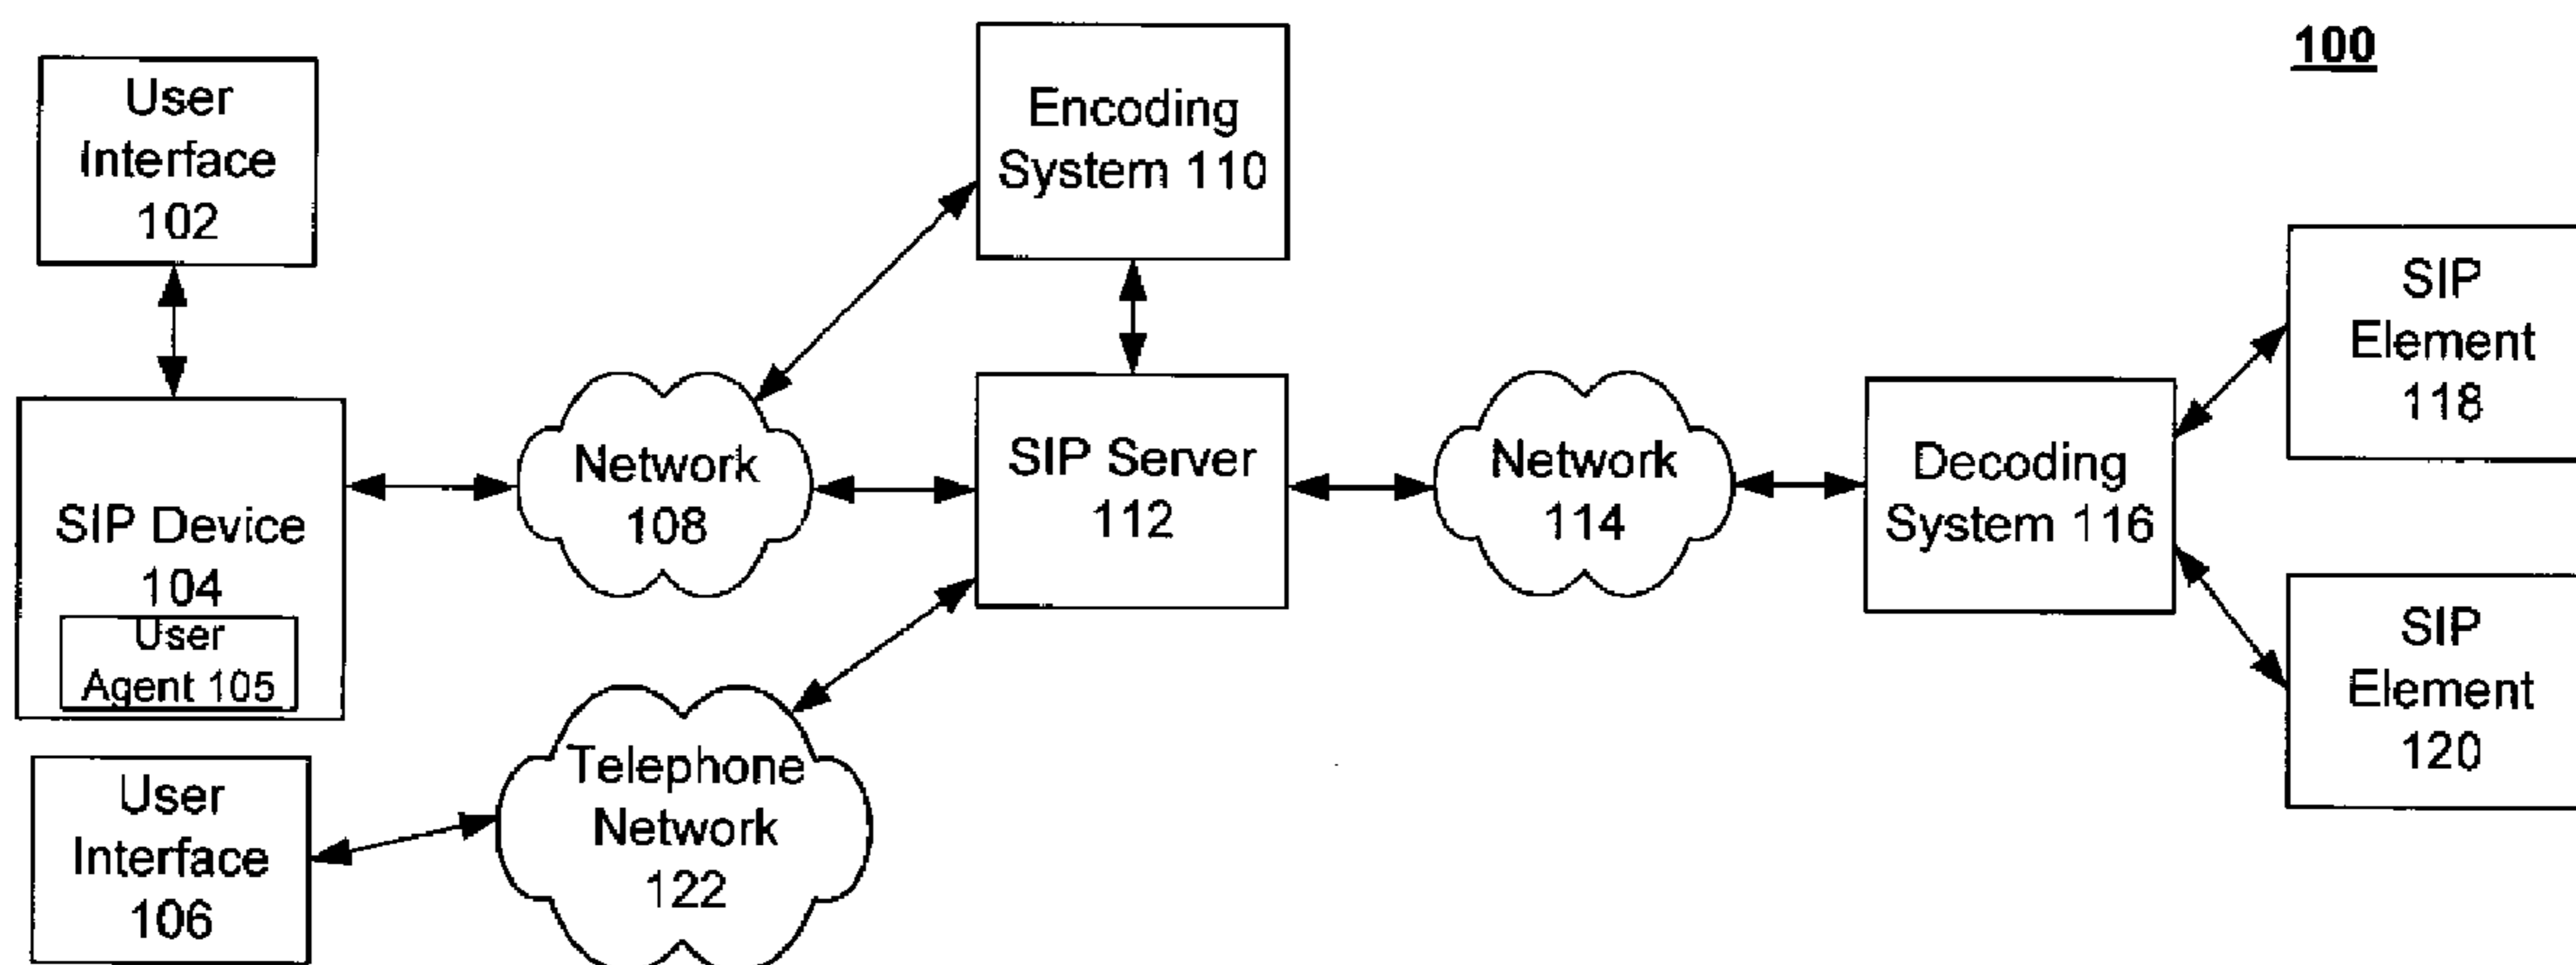 100
User
Interface
102
Encoding
System 110
SIP Device
104
User
Agent 105
Network
108
SIP Server
112
Network
114
Decoding
System 116
SIP
Element
118
SIP
Element
120
User
Interface
106
Telephone
Network
122